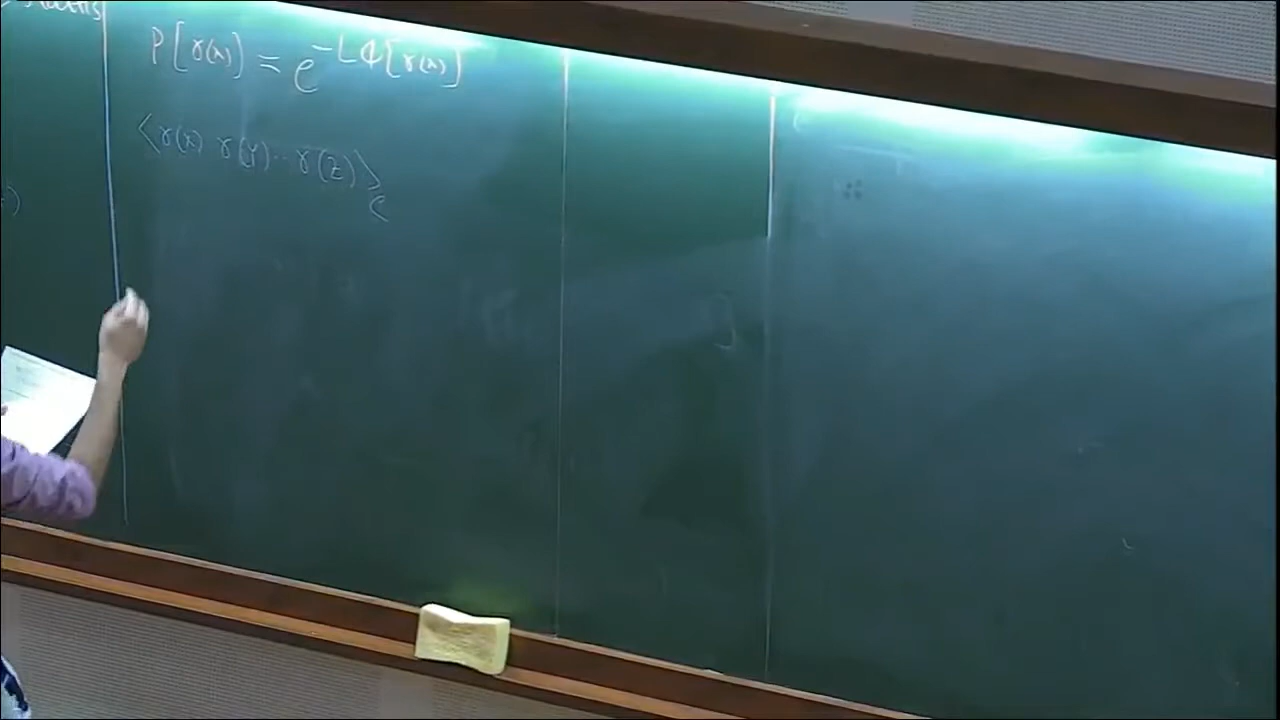 P[r(x)] = e^{-LΦ[r(x)]}
<r(x) r(y)...r(z)>_c